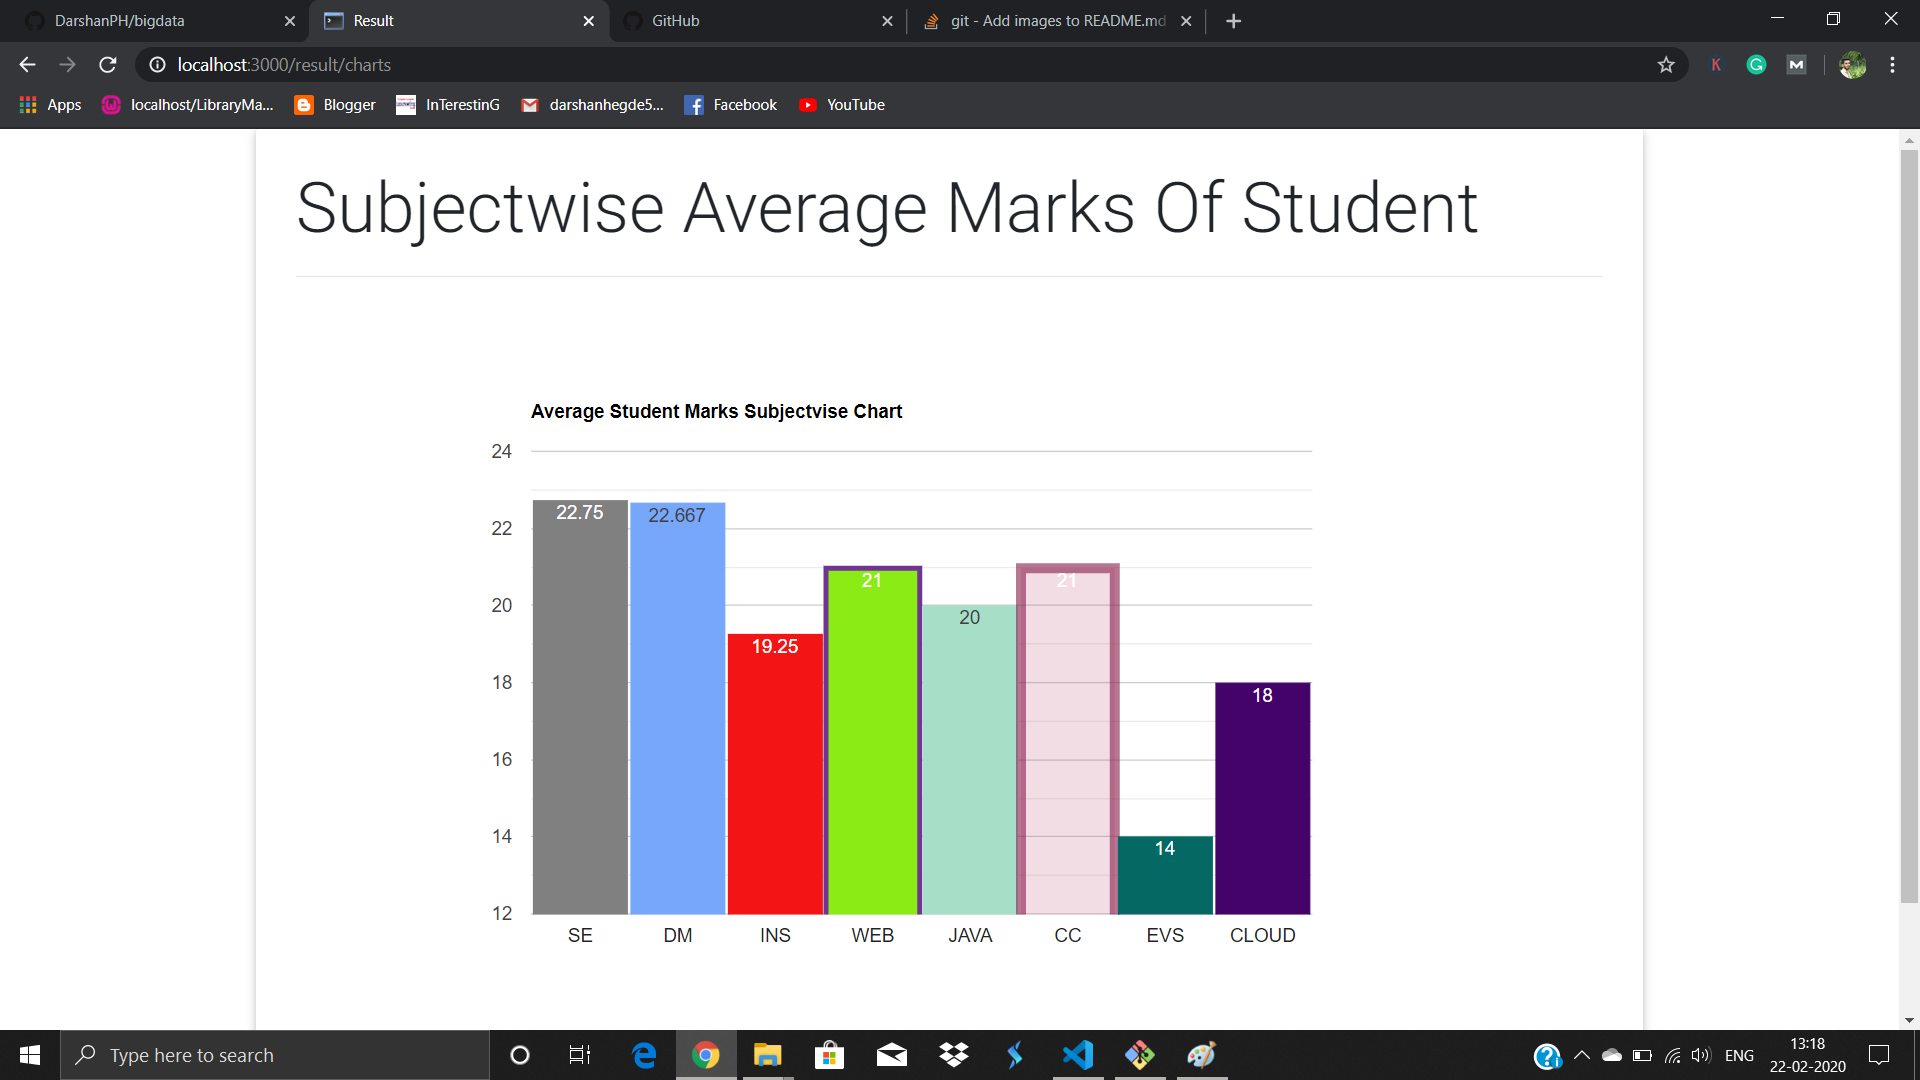 DarshanPH/bigdata
Result
GitHub
git - Add images to README.md
localhost:3000/result/charts
K
G
M
Apps
localhost/LibraryMa...
Blogger
InTerestinG
darshanhegde5...
Facebook
YouTube
Subjectwise Average Marks Of Student
Average Student Marks Subjectvise Chart
24
22
20
18
16
14
12
22.75
22.667
19.25
21
20
21
14
18
SE
DM
INS
WEB
JAVA
CC
EVS
CLOUD
Type here to search
ENG
13:18
22-02-2020